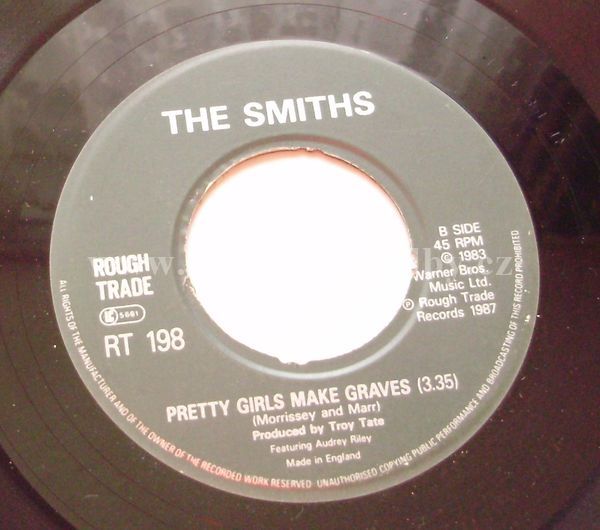 THE SMITHS
B SIDE
45 RPM
© 1983
Warner Bros.
Music Ltd.
℗ Rough Trade
Records 1987
ROUGH
TRADE
5661
RT 198
PRETTY GIRLS MAKE GRAVES (3.35)
(Morrissey and Marr)
Produced by Troy Tate
Featuring Audrey Riley
Made in England
ALL RIGHTS OF THE MANUFACTURER AND OF THE OWNER OF THE RECORDED WORK RESERVED UNAUTHORISED COPYING PUBLIC PERFORMANCE AND BROADCASTING OF THIS RECORD PROHIBITED